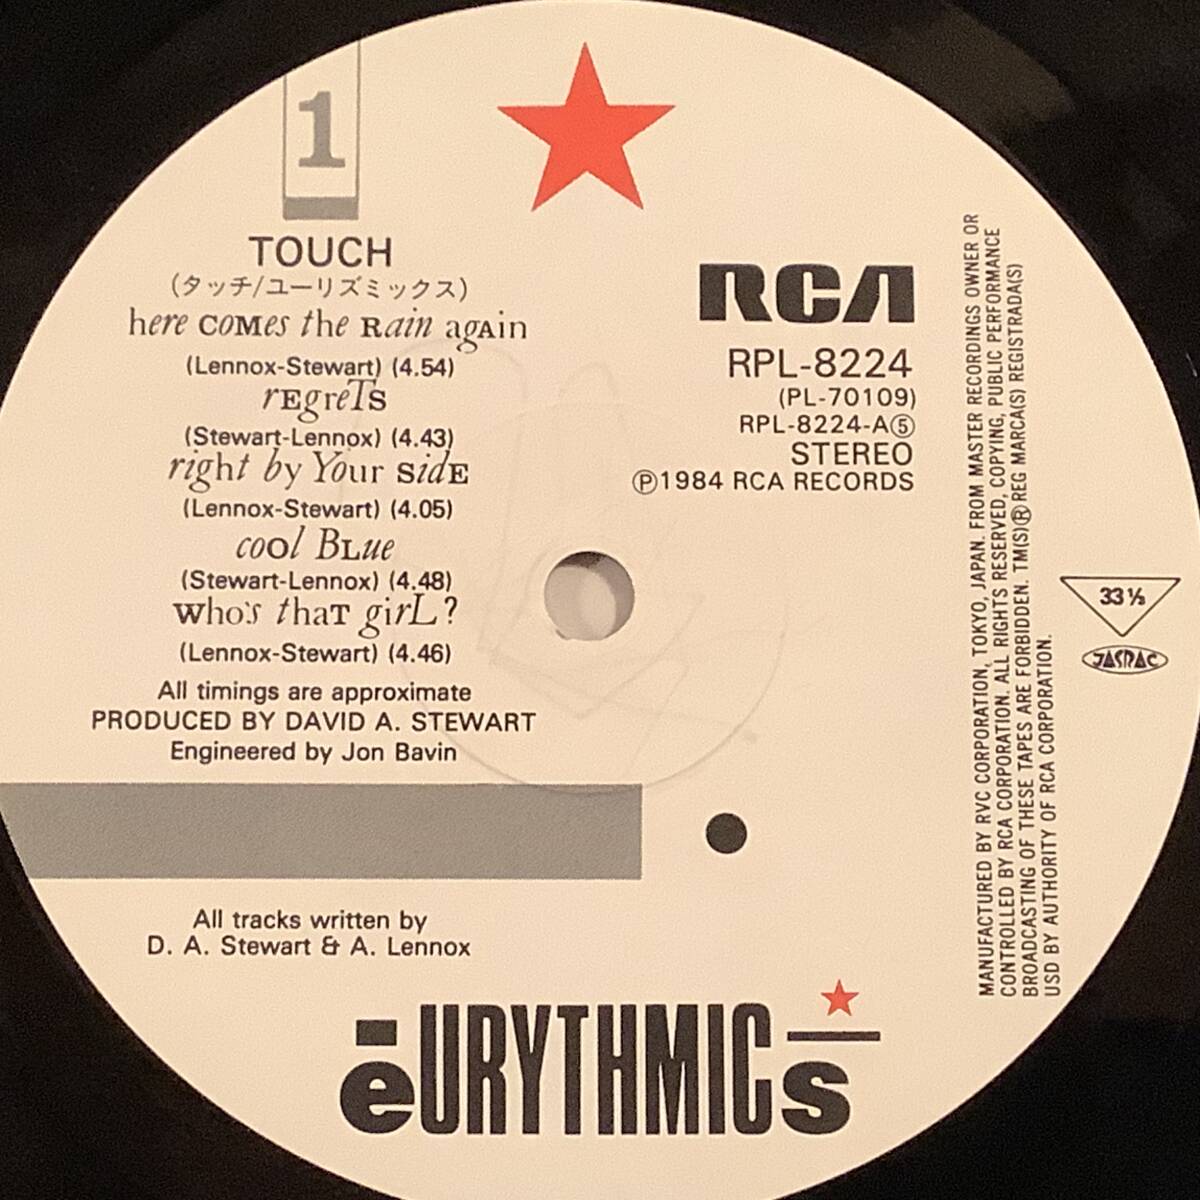 1
TOUCH
(タッチ/ユーリズミックス)
here COMes the Rain agAin
(Lennox-Stewart) (4.54)
rEgreTS
(Stewart-Lennox) (4.43)
right by Your SidE
(Lennox-Stewart) (4.05)
coOl BLue
(Stewart-Lennox) (4.48)
Who's thaT girL?
(Lennox-Stewart) (4.46)
All timings are approximate
PRODUCED BY DAVID A. STEWART
Engineered by Jon Bavin
RCA
RPL-8224
(PL-70109)
RPL-8224-A⑤
STEREO
℗1984 RCA RECORDS
MANUFACTURED BY RVC CORPORATION, TOKYO, JAPAN. FROM MASTER RECORDINGS OWNER OR
CONTROLLED BY RCA CORPORATION. ALL RIGHTS RESERVED, COPYING, PUBLIC PERFORMANCE
BROADCASTING OF THESE TAPES ARE FORBIDDEN. TM(S)®REG MARCA(S) REGISTRADA(S)
USD BY AUTHORITY OF RCA CORPORATION.
33⅓
JASRAC
All tracks written by
D. A. Stewart & A. Lennox
eURYTHMICs